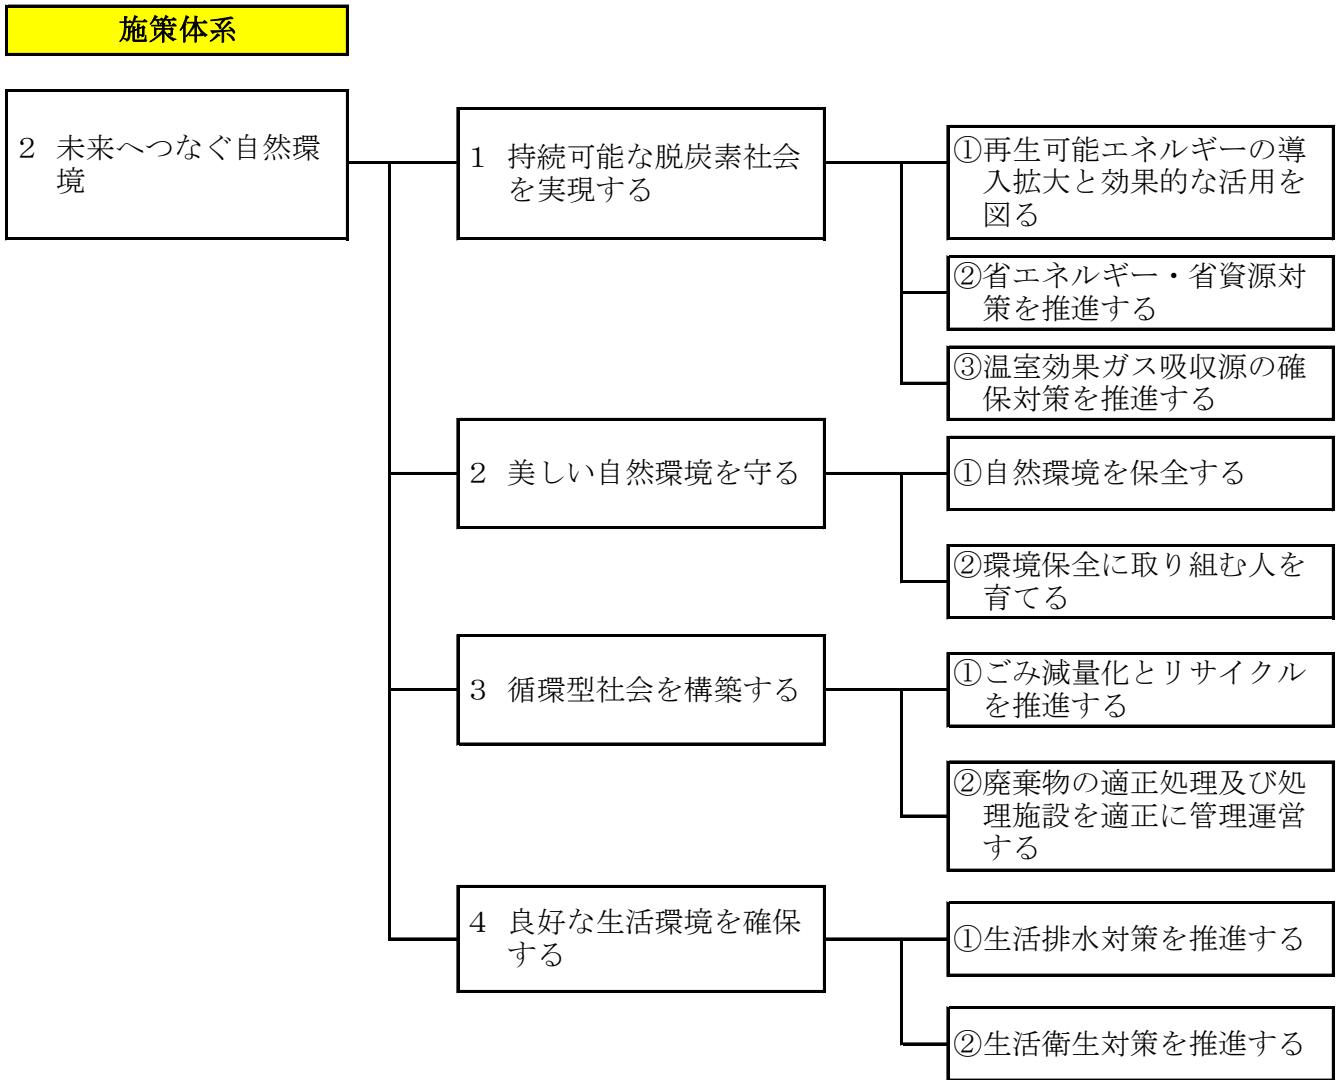 施策体系
２ 未来へつなぐ自然環
境
１ 持続可能な脱炭素社会
を実現する
①再生可能エネルギーの導
入拡大と効果的な活用を
図る
②省エネルギー・省資源対
策を推進する
③温室効果ガス吸収源の確
保対策を推進する
２ 美しい自然環境を守る
①自然環境を保全する
②環境保全に取り組む人を
育てる
３ 循環型社会を構築する
①ごみ減量化とリサイクル
を推進する
②廃棄物の適正処理及び処
理施設を適正に管理運営
する
４ 良好な生活環境を確保
する
①生活排水対策を推進する
②生活衛生対策を推進する